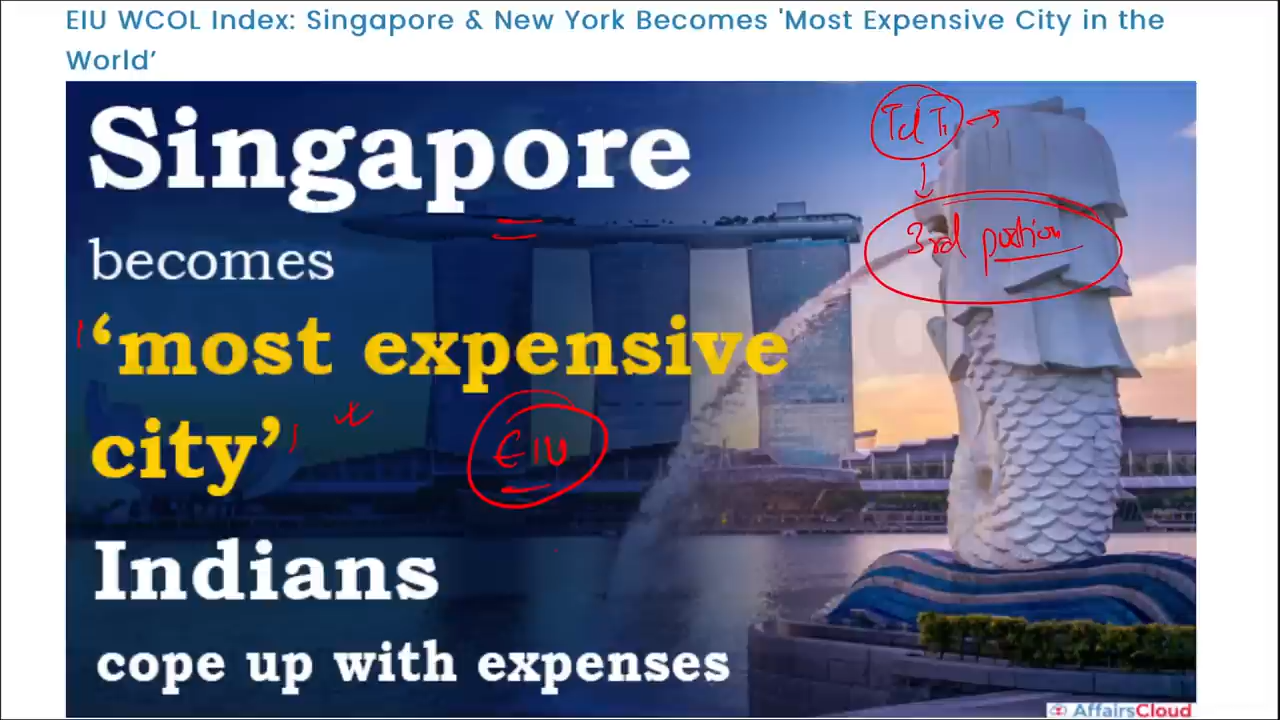 EIU WCOL Index: Singapore & New York Becomes 'Most Expensive City in the
World’
Singapore
becomes
‘most expensive
city’
Indians
cope up with expenses
EIU
3rd position
AffairsCloud